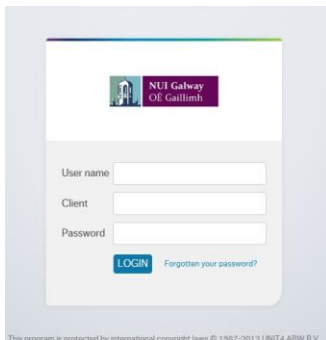 NUI Galway
OÉ Gaillimh
User name
Client
Password
LOGIN Forgotten your password?
This program is protected by international copyright laws © 1987-2013 UNIT4 ABW B.V.